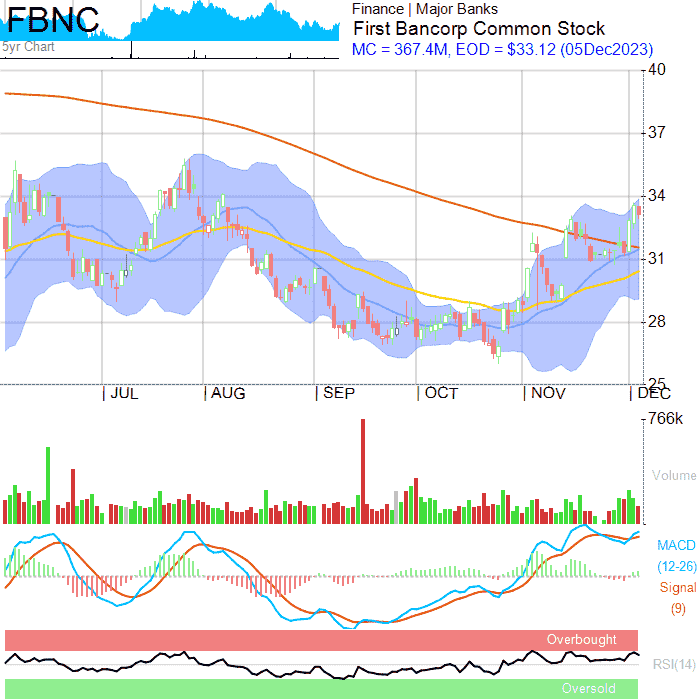 FBNC
5yr Chart
Finance | Major Banks
First Bancorp Common Stock
MC = 367.4M, EOD = $33.12 (05Dec2023)
40
37
34
31
28
25
JUL
AUG
SEP
OCT
NOV
DEC
766k
Volume
MACD
(12-26)
Signal
(9)
Overbought
RSI(14)
Oversold